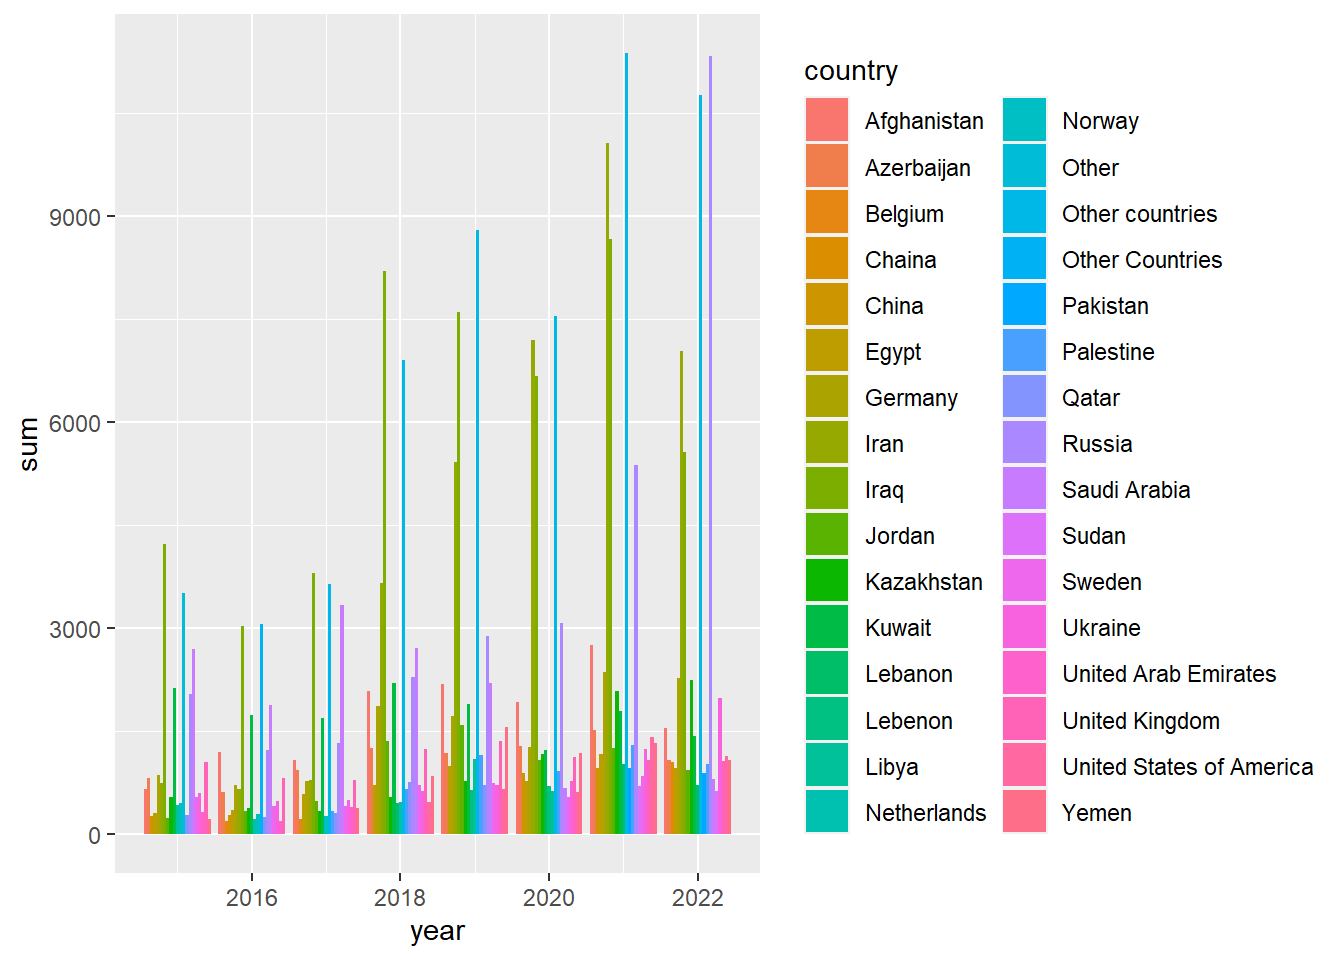 country
Afghanistan
Azerbaijan
Belgium
Chaina
China
Egypt
Germany
Iran
Iraq
Jordan
Kazakhstan
Kuwait
Lebanon
Lebenon
Libya
Netherlands
Norway
Other
Other countries
Other Countries
Pakistan
Palestine
Qatar
Russia
Saudi Arabia
Sudan
Sweden
Ukraine
United Arab Emirates
United Kingdom
United States of America
Yemen
sum
9000
6000
3000
0
2016 2018 2020 2022
year